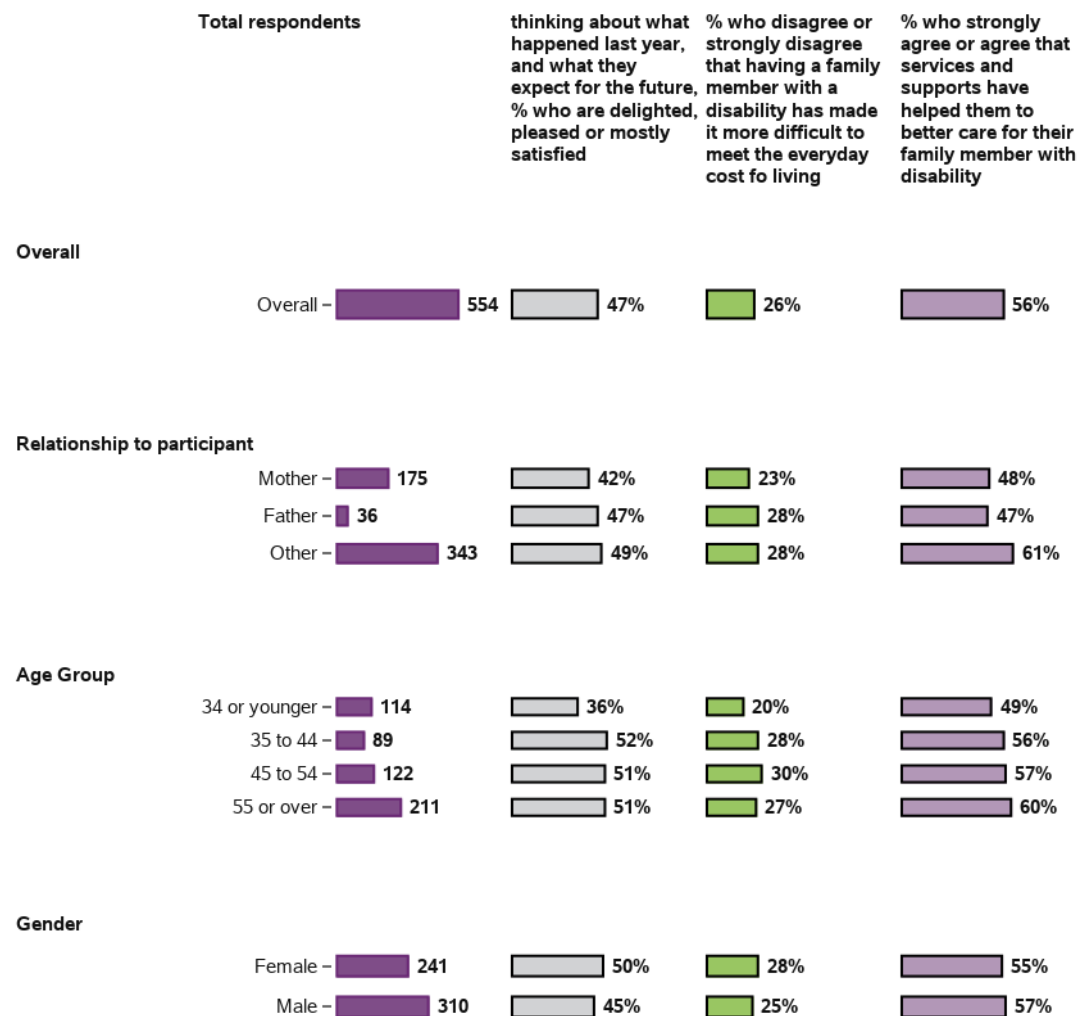 Total respondents
thinking about what
happened last year,
and what they
expect for the future,
% who are delighted,
pleased or mostly
satisfied
% who disagree or
strongly disagree
that having a family
member with a
disability has made
it more difficult to
meet the everyday
cost fo living
% who strongly
agree or agree that
services and
supports have
helped them to
better care for their
family member with
disability
Overall
Overall 554 47% 26% 56%
Relationship to participant
Mother 175 42% 23% 48%
Father 36 47% 28% 47%
Other 343 49% 28% 61%
Age Group
34 or younger 114 36% 20% 49%
35 to 44 89 52% 28% 56%
45 to 54 122 51% 30% 57%
55 or over 211 51% 27% 60%
Gender
Female 241 50% 28% 55%
Male 310 45% 25% 57%